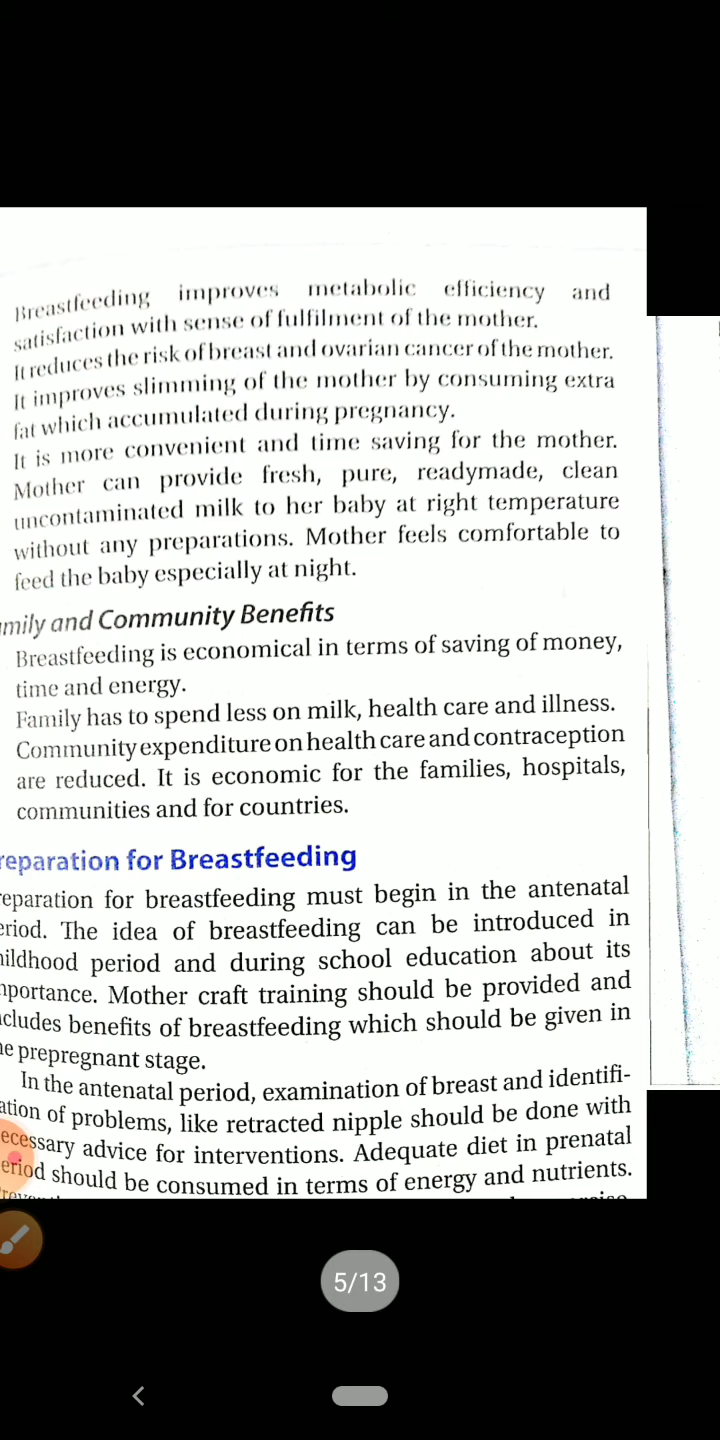 Breastfeeding improves metabolic efficiency and
satisfaction with sense of fulfilment of the mother.
It reduces the risk of breast and ovarian cancer of the mother.
It improves slimming of the mother by consuming extra
fat which accumulated during pregnancy.
It is more convenient and time saving for the mother.
Mother can provide fresh, pure, readymade, clean
uncontaminated milk to her baby at right temperature
without any preparations. Mother feels comfortable to
feed the baby especially at night.
mily and Community Benefits
Breastfeeding is economical in terms of saving of money,
time and energy.
Family has to spend less on milk, health care and illness.
Community expenditure on health care and contraception
are reduced. It is economic for the families, hospitals,
communities and for countries.
reparation for Breastfeeding
reparation for breastfeeding must begin in the antenatal
eriod. The idea of breastfeeding can be introduced in
hildhood period and during school education about its
mportance. Mother craft training should be provided and
cludes benefits of breastfeeding which should be given in
he prepregnant stage.
In the antenatal period, examination of breast and identifi-
ation of problems, like retracted nipple should be done with
ecessary advice for interventions. Adequate diet in prenatal
eriod should be consumed in terms of energy and nutrients.
5/13